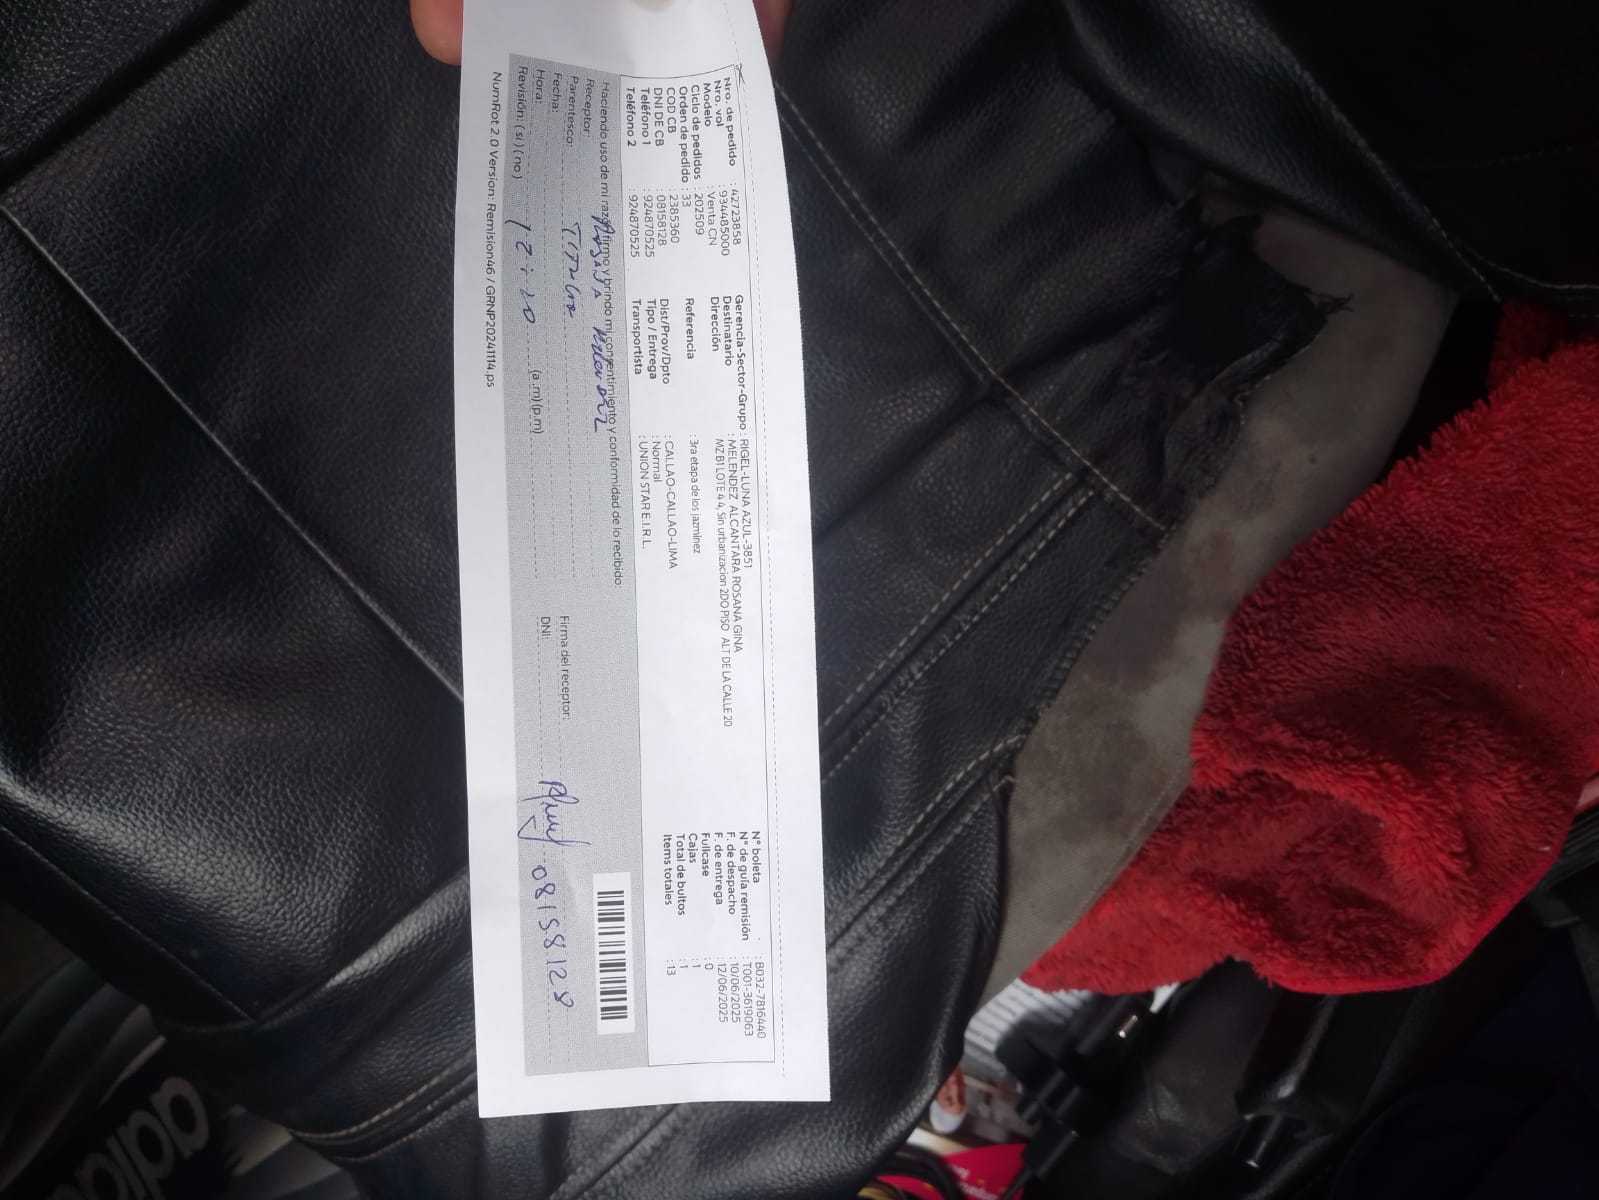 Nro. de pedido : 42723858
Nro. vol : 934485000
Modelo : Venta CN
Ciclo de pedidos : 202509
Orden de pedido : 33
COD CB : 2385360
DNI DE CB : 08158128
Teléfono 1 : 924870525
Teléfono 2 : 924870525
Gerencia-Sector-Grupo : RIGEL-LUNA AZUL-3851
Destinatario : MELENDEZ ALCANTARA ROSANA GINA
Dirección MZ B1 LOTE 4 4, Sin urbanizacion 2DO PISO ALT DE LA CALLE 20
Referencia : 3ra etapa de los jazminez
Dist/Prov/Dpto : CALLAO-CALLAO-LIMA
Tipo / Entrega : Normal
Transportista : UNION STAR E.I.R.L.
N° boleta : B032-7816440
N° de guía remisión : T001-3619063
F. de despacho : 10/06/2025
F. de entrega : 12/06/2025
Fullcase : 0
Cajas : 1
Total de bultos : 1
Items totales : 13
Haciendo uso de mi razón firmo y brindo mi consentimiento y conformidad de lo recibido:
Receptor:
Parentesco: Titular
Fecha:
Hora: 12:20 (a.m) (p.m)
Revisión: (si) (no)
Firma del receptor:
DNI: 08158128
NumRot 2.0 Version: Remision46 / GRNP20241114.ps
adidas